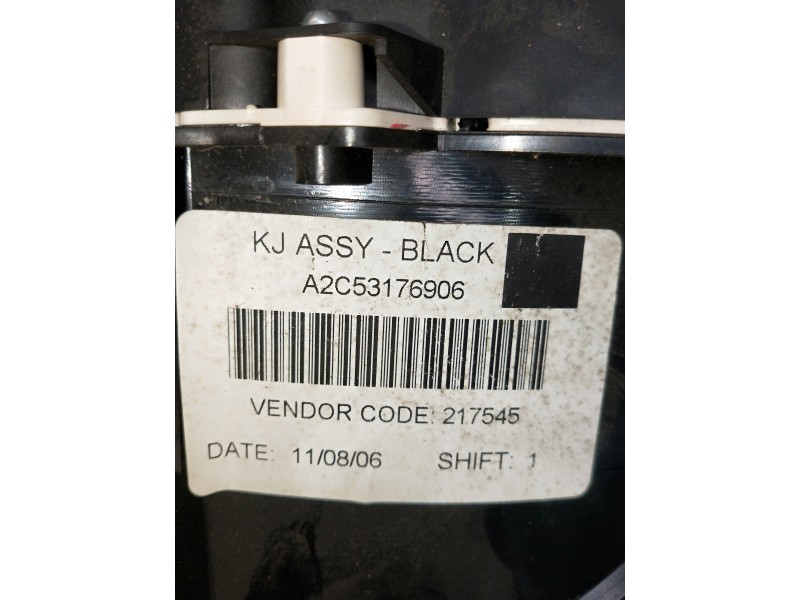 KJ ASSY - BLACK
A2C53176906
VENDOR CODE: 217545
DATE: 11/08/06 SHIFT: 1